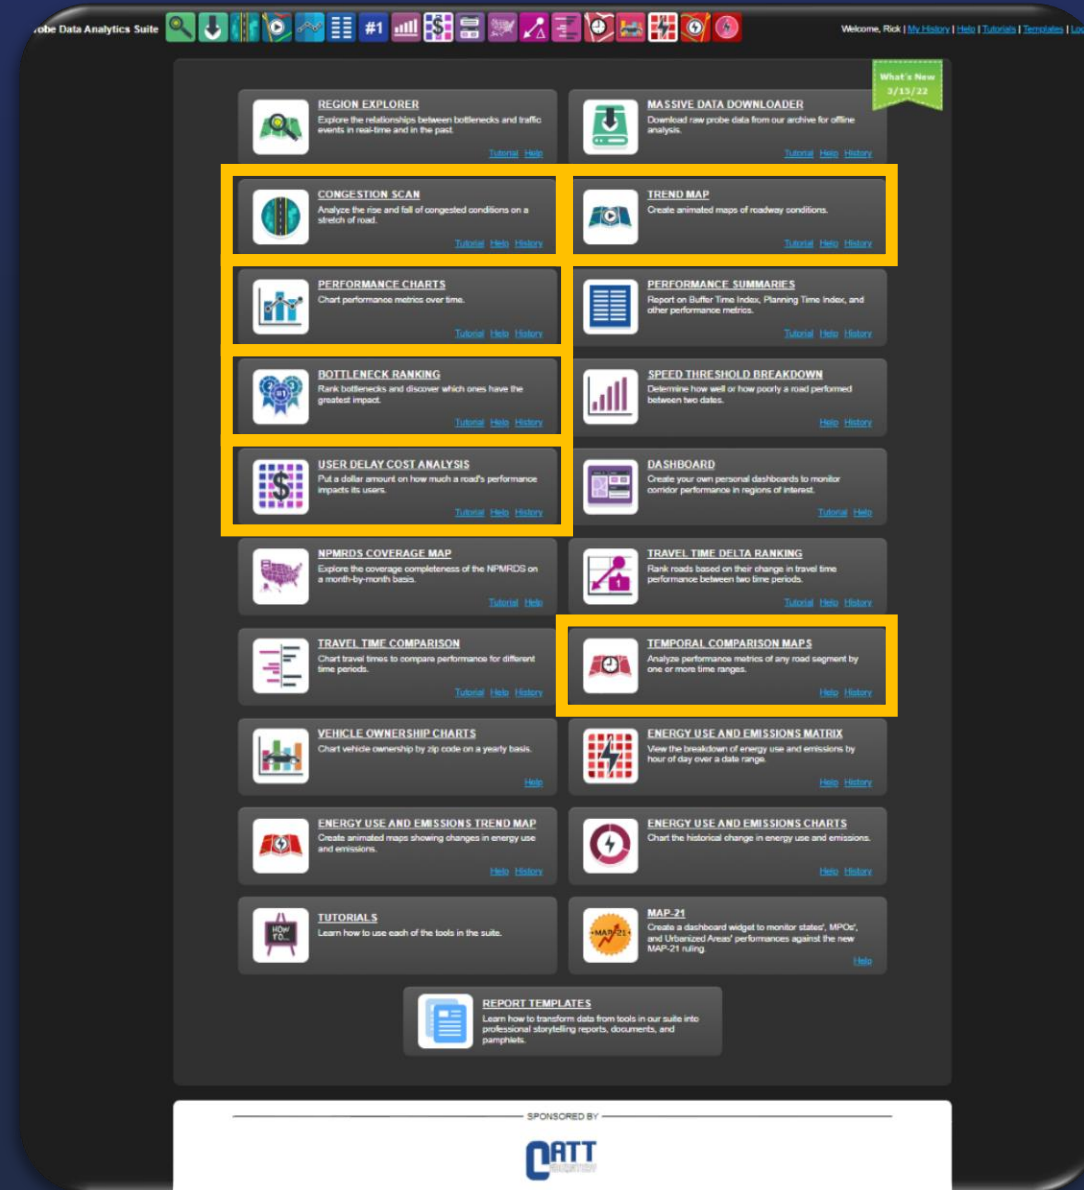 obe Data Analytics Suite #1 $ Welcome, Rick | My History | Help | Tutorials | Templates |
What's New
3/15/22
REGION EXPLORER
Explore the relationships between bottlenecks and traffic
events in real-time and in the past.
Tutorial Help
MASSIVE DATA DOWNLOADER
Download raw probe data from our archive for offline
analysis.
Tutorial Help History
CONGESTION SCAN
Analyze the rise and fall of congested conditions on a
stretch of road.
Tutorial Help History
TREND MAP
Create animated maps of roadway conditions.
Tutorial Help History
PERFORMANCE CHARTS
Chart performance metrics over time.
Tutorial Help History
PERFORMANCE SUMMARIES
Report on Buffer Time Index, Planning Time Index, and
other performance metrics.
Tutorial Help History
BOTTLENECK RANKING
Rank bottlenecks and discover which ones have the
greatest impact.
Tutorial Help History
SPEED THRESHOLD BREAKDOWN
Determine how well or how poorly a road performed
between two dates.
Help History
USER DELAY COST ANALYSIS
Put a dollar amount on how much a road's performance
impacts its users.
Tutorial Help History
DASHBOARD
Create your own personal dashboards to monitor
corridor performance in regions of interest.
Tutorial Help
NPMRDS COVERAGE MAP
Explore the coverage completeness of the NPMRDS on
a month-by-month basis.
Tutorial Help
TRAVEL TIME DELTA RANKING
Rank roads based on their change in travel time
performance between two time periods.
Tutorial Help History
TRAVEL TIME COMPARISON
Chart travel times to compare performance for different
time periods.
Tutorial Help History
TEMPORAL COMPARISON MAPS
Analyze performance metrics of any road segment by
one or more time ranges.
Help History
VEHICLE OWNERSHIP CHARTS
Chart vehicle ownership by zip code on a yearly basis.
Help
ENERGY USE AND EMISSIONS MATRIX
View the breakdown of energy use and emissions by
hour of day over a date range.
Help History
ENERGY USE AND EMISSIONS TREND MAP
Create animated maps showing changes in energy use
and emissions.
Help History
ENERGY USE AND EMISSIONS CHARTS
Chart the historical change in energy use and emissions.
Help History
HOW
TO...
TUTORIALS
Learn how to use each of the tools in the suite.
MAP-21
MAP-21
Create a dashboard widget to monitor states', MPOs',
and Urbanized Areas' performances against the new
MAP-21 ruling.
Help
REPORT TEMPLATES
Learn how to transform data from tools in our suite into
professional storytelling reports, documents, and
pamphlets.
SPONSORED BY
CATT